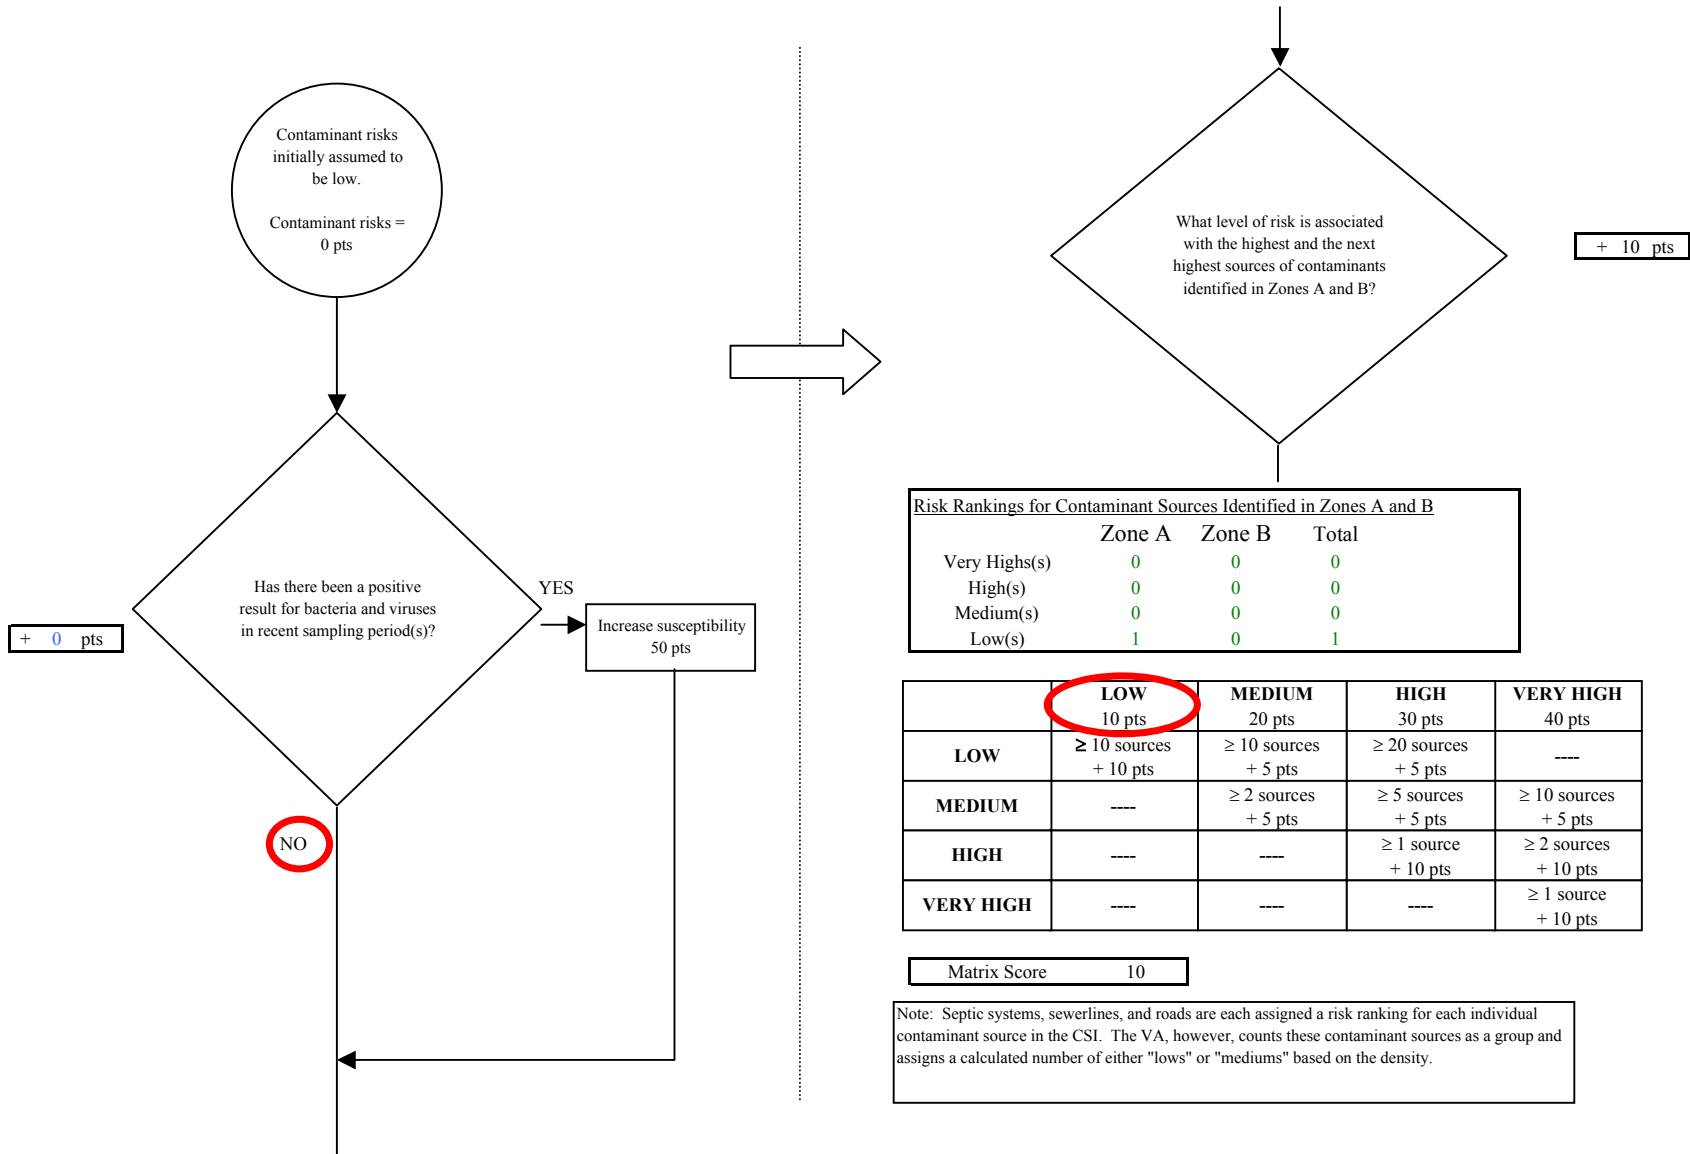 Contaminant risks
initially assumed to
be low.
Contaminant risks =
0 pts
Has there been a positive
result for bacteria and viruses
in recent sampling period(s)?
+ 0 pts
YES
Increase susceptibility
50 pts
NO
What level of risk is associated
with the highest and the next
highest sources of contaminants
identified in Zones A and B?
+ 10 pts
Risk Rankings for Contaminant Sources Identified in Zones A and B
Zone A Zone B Total
Very Highs(s) 0 0 0
High(s) 0 0 0
Medium(s) 0 0 0
Low(s) 1 0 1
LOW MEDIUM HIGH VERY HIGH
10 pts 20 pts 30 pts 40 pts
LOW ≥ 10 sources ≥ 10 sources ≥ 20 sources ----
+ 10 pts + 5 pts + 5 pts
MEDIUM ---- ≥ 2 sources ≥ 5 sources ≥ 10 sources
+ 5 pts + 5 pts + 5 pts
HIGH ---- ---- ≥ 1 source ≥ 2 sources
+ 10 pts + 10 pts
VERY HIGH ---- ---- ---- ≥ 1 source
+ 10 pts
Matrix Score 10
Note: Septic systems, sewerlines, and roads are each assigned a risk ranking for each individual
contaminant source in the CSI. The VA, however, counts these contaminant sources as a group and
assigns a calculated number of either "lows" or "mediums" based on the density.